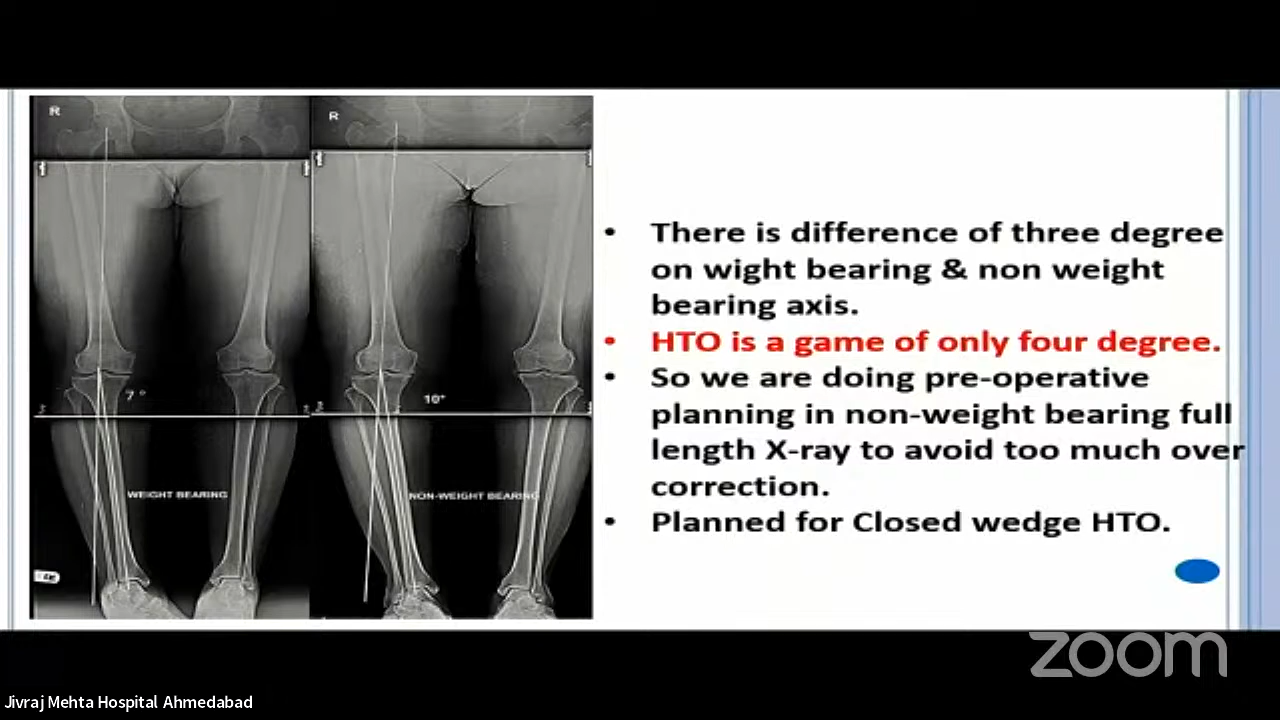 R
R
7°
10°
WEIGHT BEARING
NON-WEIGHT BEARING
• There is difference of three degree
on wight bearing & non weight
bearing axis.
• HTO is a game of only four degree.
• So we are doing pre-operative
planning in non-weight bearing full
length X-ray to avoid too much over
correction.
• Planned for Closed wedge HTO.
zoom
Jivraj Mehta Hospital Ahmedabad